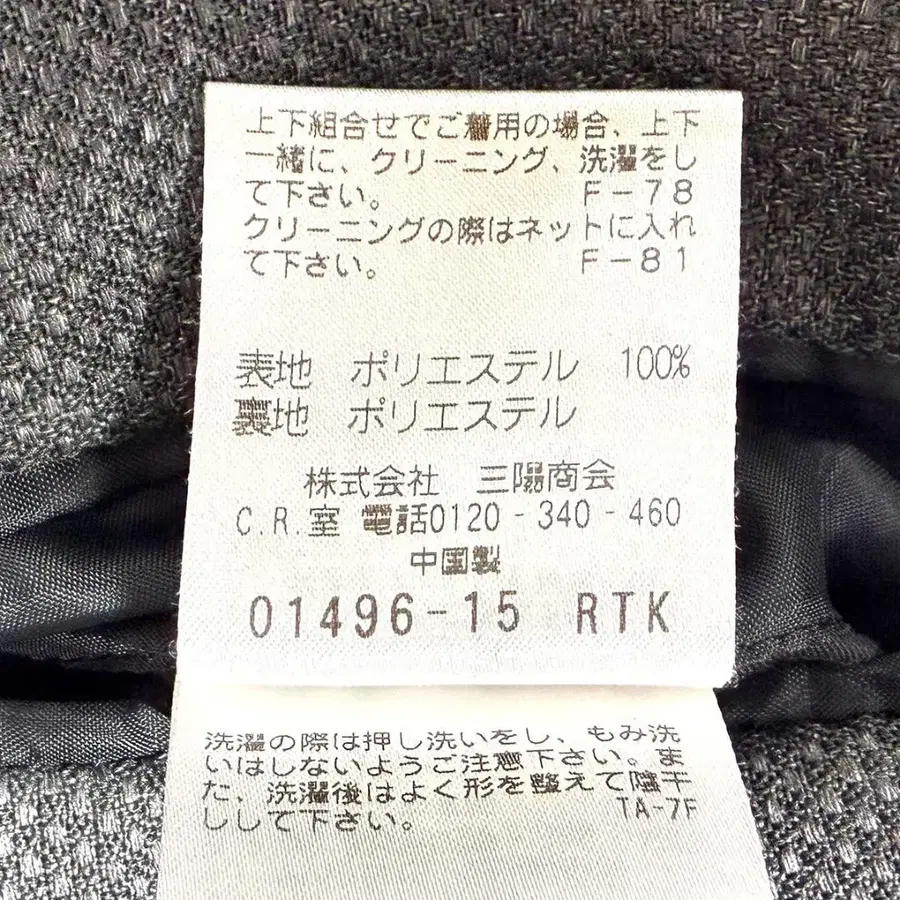 上下組合せでご着用の場合、上下
一緒に、クリーニング、洗濯をし
て下さい。 F-78
クリーニングの際はネットに入れ
て下さい。 F-81
表地 ポリエステル 100%
裏地 ポリエステル
株式会社 三陽商会
C.R.室 電話0120-340-460
中国製
01496-15 RTK
洗濯の際は押し洗いをし、もみ洗
いはしないようご注意下さい。ま
た、洗濯後はよく形を整えて陰干
しして下さい。 TA-7F